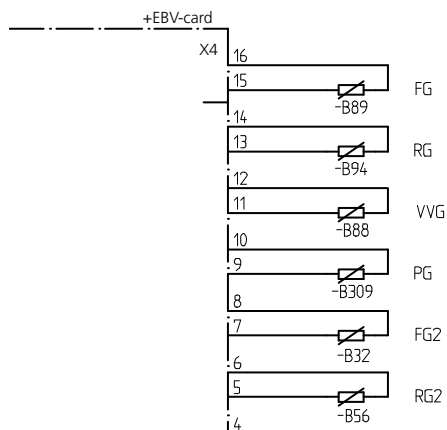 +EBV-card
X4
16
15
-B89
FG
14
13
-B94
RG
12
11
-B88
VVG
10
9
-B309
PG
8
7
-B32
FG2
6
5
-B56
RG2
4